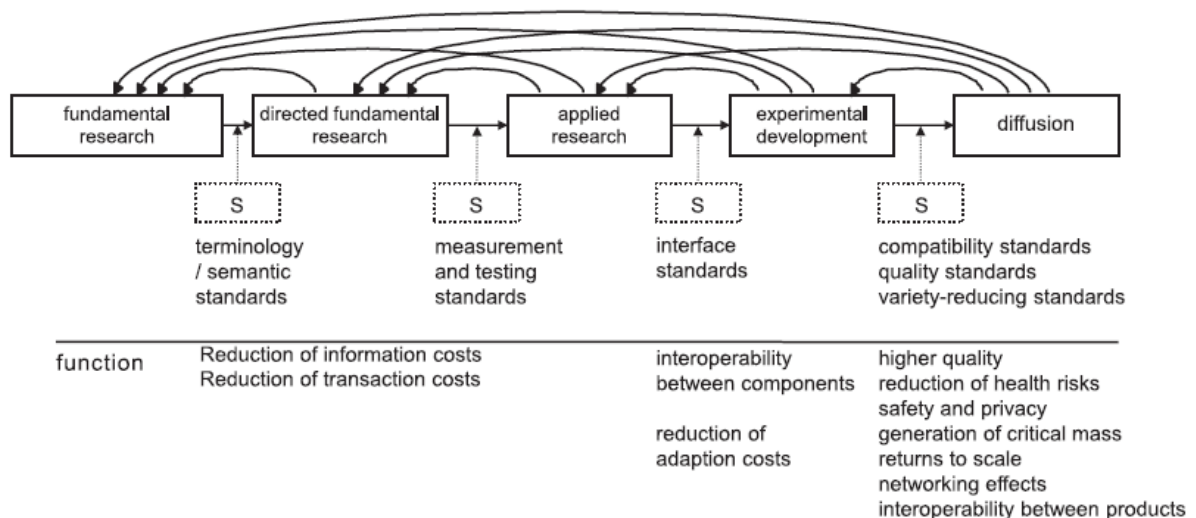 fundamental
research
directed fundamental
research
applied
research
experimental
development
diffusion
S
S
S
S
terminology
/ semantic
standards
measurement
and testing
standards
interface
standards
compatibility standards
quality standards
variety-reducing standards
function
Reduction of information costs
Reduction of transaction costs
interoperability
between components
reduction of
adaption costs
higher quality
reduction of health risks
safety and privacy
generation of critical mass
returns to scale
networking effects
interoperability between products